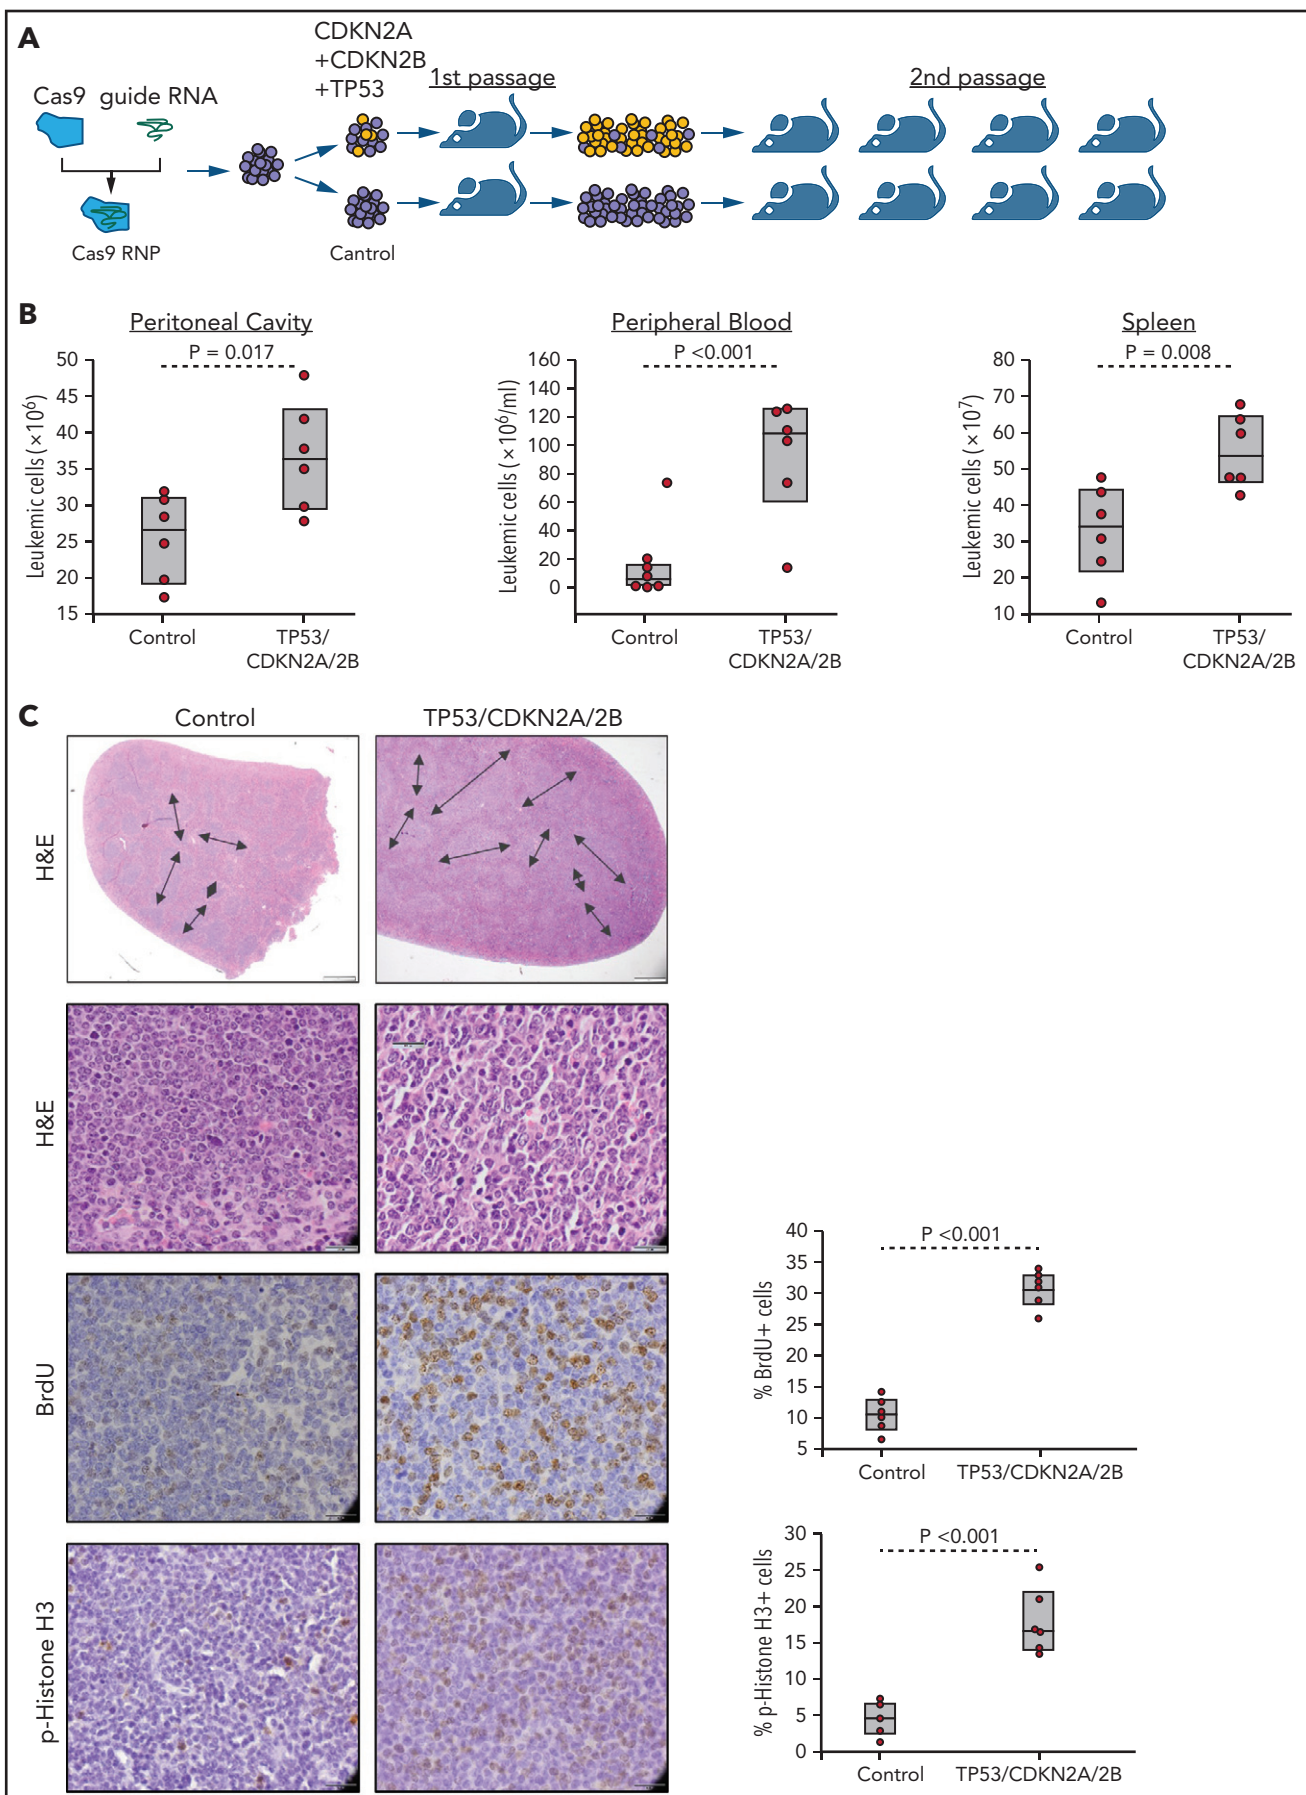 A
CDKN2A
+CDKN2B
+TP53
Cas9 guide RNA
1st passage
2nd passage
Cas9 RNP
Cantrol
B
Peritoneal Cavity
P = 0.017
Leukemic cells (×10⁶)
50
45
40
35
30
25
20
15
Control
TP53/
CDKN2A/2B
Peripheral Blood
P <0.001
Leukemic cells (×10⁶/ml)
160
140
120
100
80
60
40
20
0
Control
TP53/
CDKN2A/2B
Spleen
P = 0.008
Leukemic cells (×10⁷)
80
70
60
50
40
30
20
10
Control
TP53/
CDKN2A/2B
C
Control
TP53/CDKN2A/2B
H&E
H&E
BrdU
p-Histone H3
% BrdU+ cells
40
35
30
25
20
15
10
5
P <0.001
Control
TP53/CDKN2A/2B
% p-Histone H3+ cells
30
25
20
15
10
5
0
P <0.001
Control
TP53/CDKN2A/2B